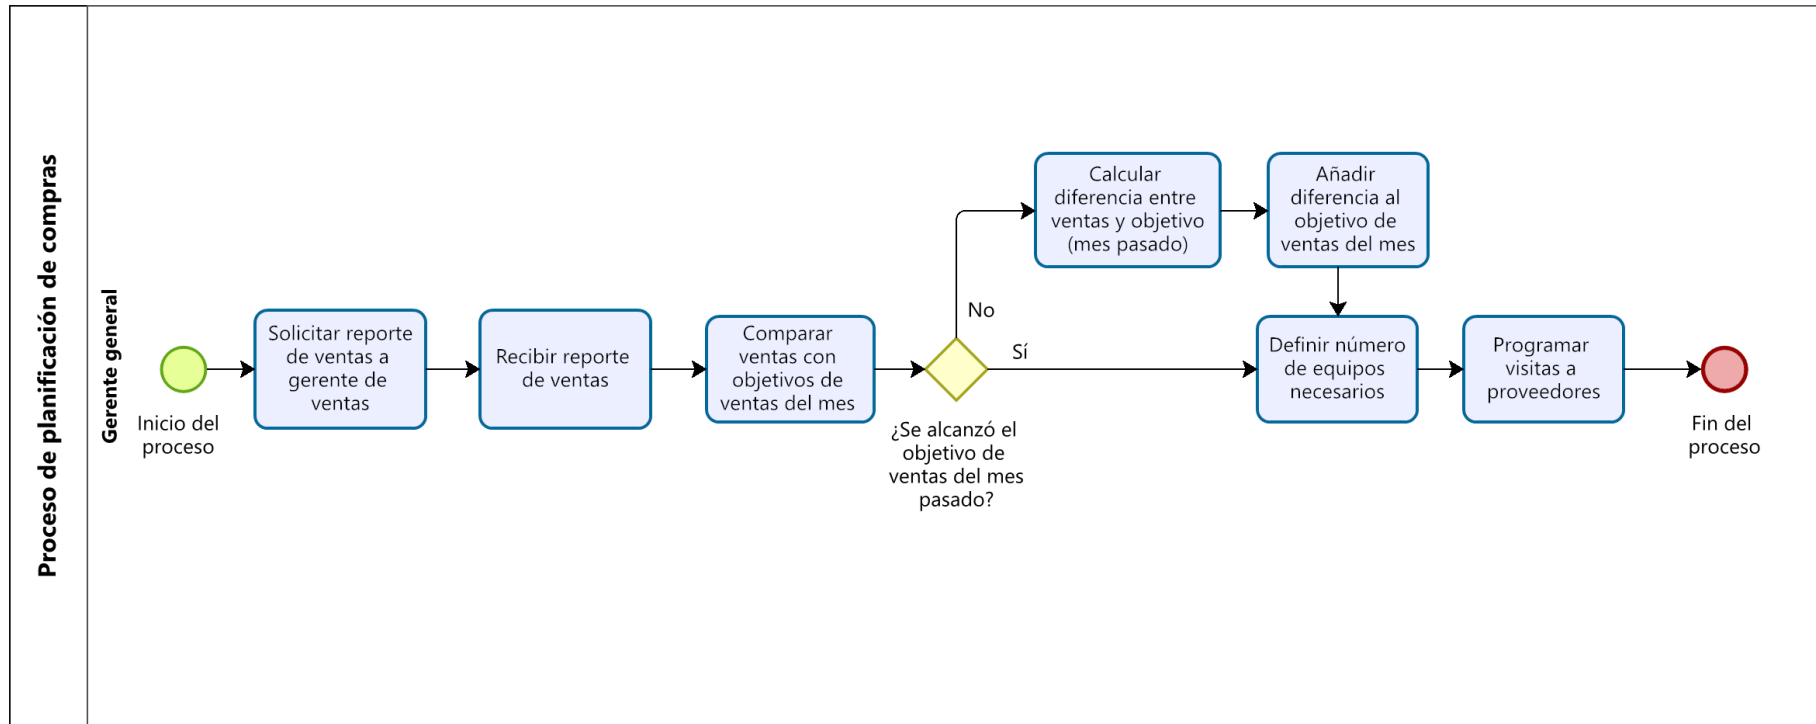 Proceso de planificación de compras
Gerente general
Inicio del
proceso
Solicitar reporte
de ventas a
gerente de
ventas
Recibir reporte
de ventas
Comparar
ventas con
objetivos de
ventas del mes
¿Se alcanzó el
objetivo de
ventas del mes
pasado?
No
Sí
Calcular
diferencia entre
ventas y objetivo
(mes pasado)
Añadir
diferencia al
objetivo de
ventas del mes
Definir número
de equipos
necesarios
Programar
visitas a
proveedores
Fin del
proceso